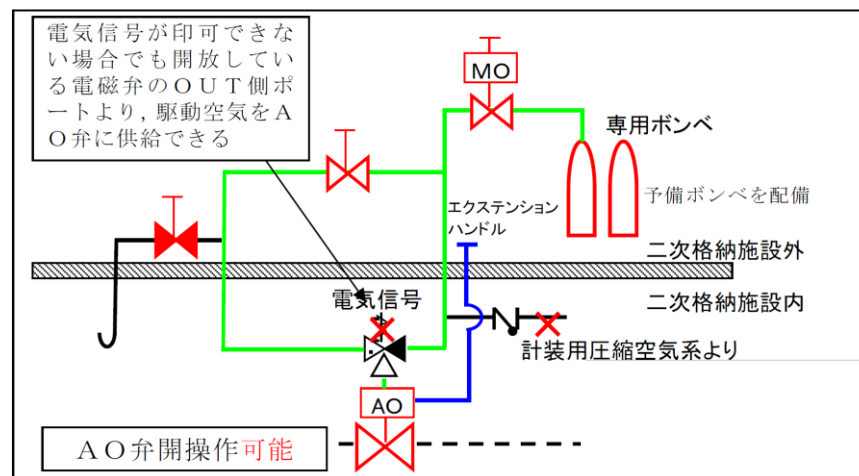 電気信号が印可できな
い場合でも開放してい
る電磁弁のOUT側ポ
ートより,駆動空気をA
O弁に供給できる
MO
専用ボンベ
予備ボンベを配備
エクステンション
ハンドル
二次格納施設外
電気信号
二次格納施設内
計装用圧縮空気系より
AO
AO弁開操作可能